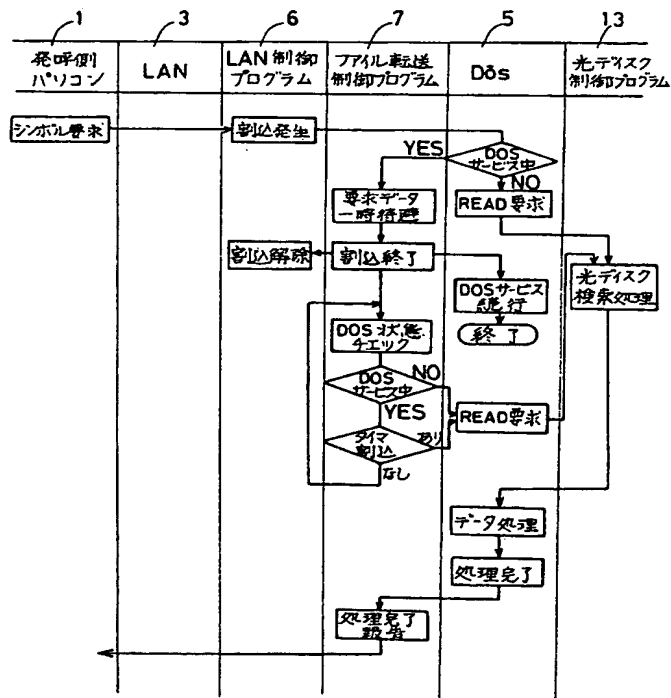 1 3 6 7 5 13
発呼側
パソコン
LAN
LAN制御
プログラム
ファイル転送
制御プログラム
Dos
光ディスク
制御プログラム
シンボル要求
割込発生
DOS
サービス中
YES
NO
要求データ
一時待避
READ要求
割込解除
割込終了
DOSサービス
続行
光ディスク
検索処理
終了
DOS状態
チェック
DOS
サービス中
NO
YES
READ要求
タイマ
割込
あり
なし
データ処理
処理完了
処理完了
報告